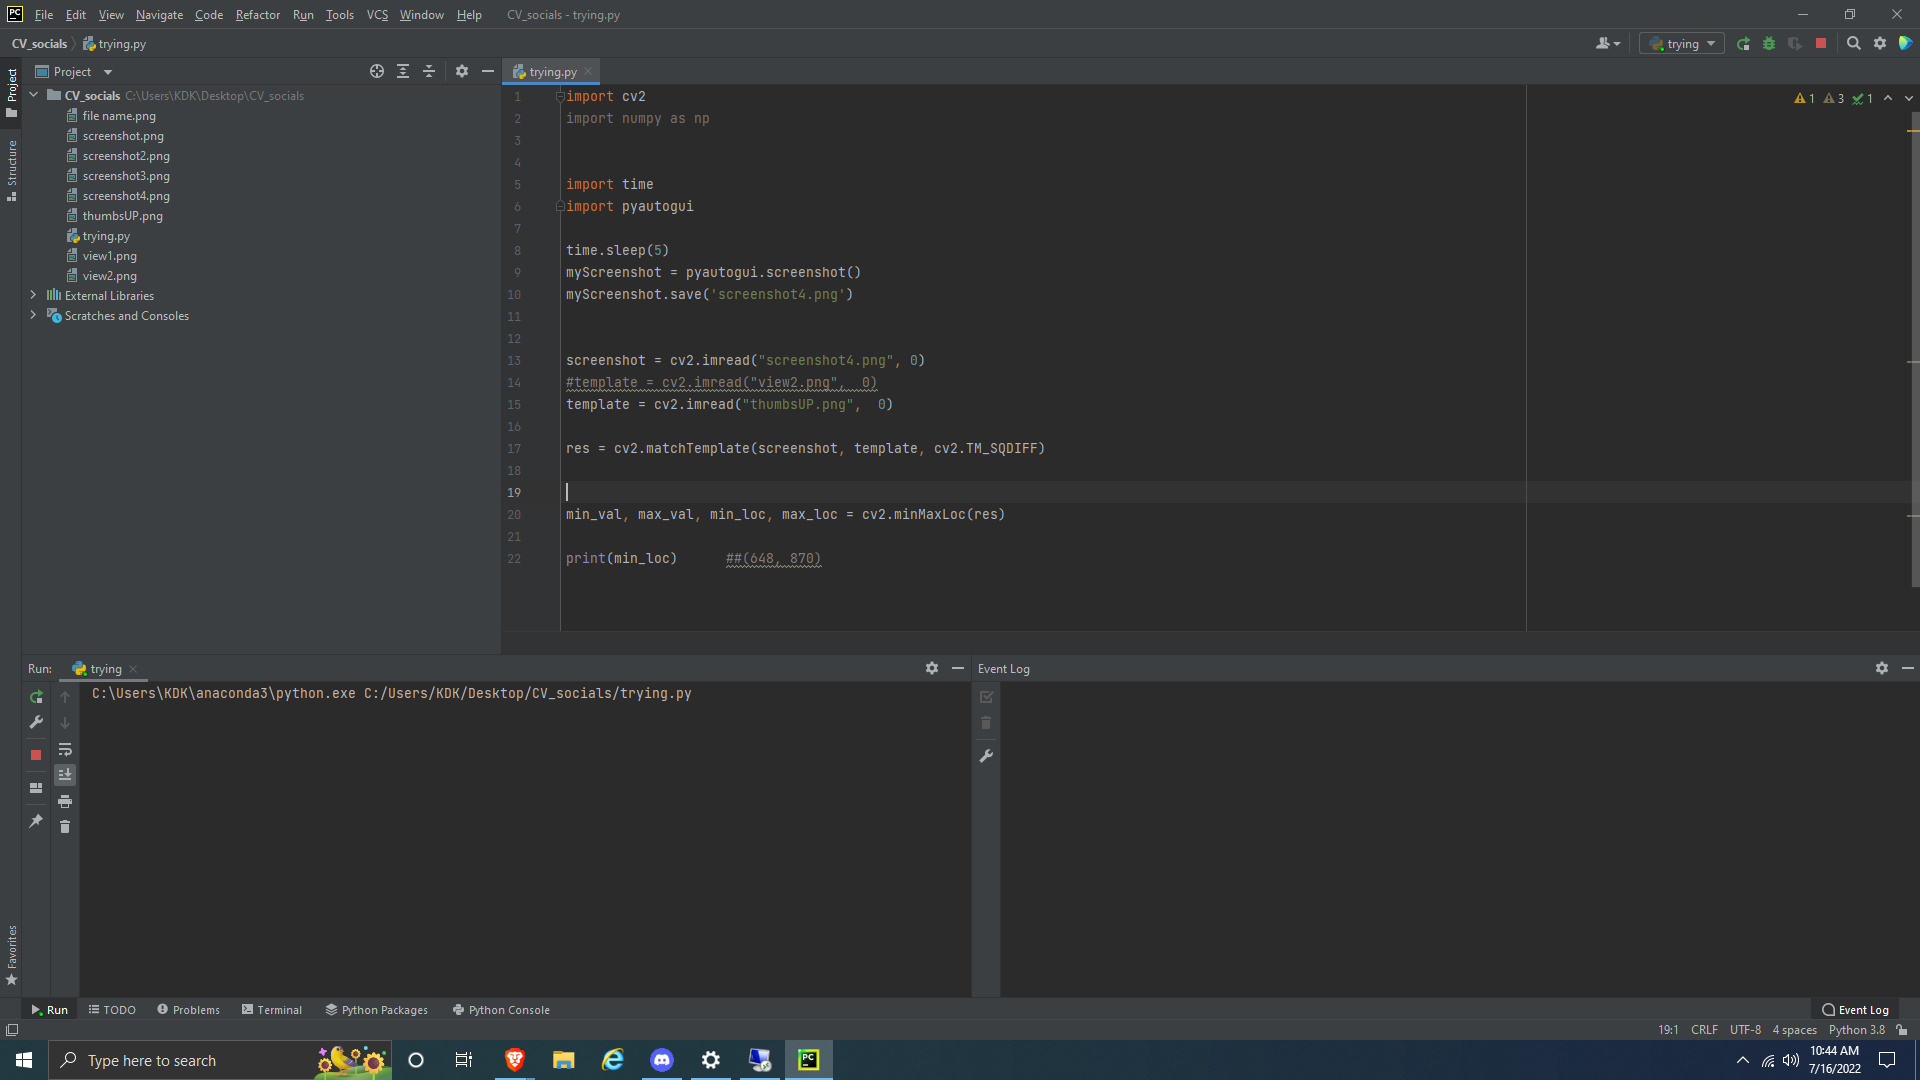 PC File Edit View Navigate Code Refactor Run Tools VCS Window Help CV_socials - trying.py
CV_socials trying.py
trying
Project
Structure
Favorites
Project
CV_socials C:\Users\KDK\Desktop\CV_socials
file name.png
screenshot.png
screenshot2.png
screenshot3.png
screenshot4.png
thumbsUP.png
trying.py
view1.png
view2.png
External Libraries
Scratches and Consoles
trying.py
1 3 1
1 import cv2
2 import numpy as np
3
4
5 import time
6 import pyautogui
7
8 time.sleep(5)
9 myScreenshot = pyautogui.screenshot()
10 myScreenshot.save('screenshot4.png')
11
12
13 screenshot = cv2.imread("screenshot4.png", 0)
14 #template = cv2.imread("view2.png",  0)
15 template = cv2.imread("thumbsUP.png",  0)
16
17 res = cv2.matchTemplate(screenshot, template, cv2.TM_SQDIFF)
18
19
20 min_val, max_val, min_loc, max_loc = cv2.minMaxLoc(res)
21
22 print(min_loc)      ##(648, 870)
Run: trying
C:\Users\KDK\anaconda3\python.exe C:/Users/KDK/Desktop/CV_socials/trying.py
Event Log
Run TODO Problems Terminal Python Packages Python Console Event Log
19:1 CRLF UTF-8 4 spaces Python 3.8
Type here to search
PC
10:44 AM
7/16/2022